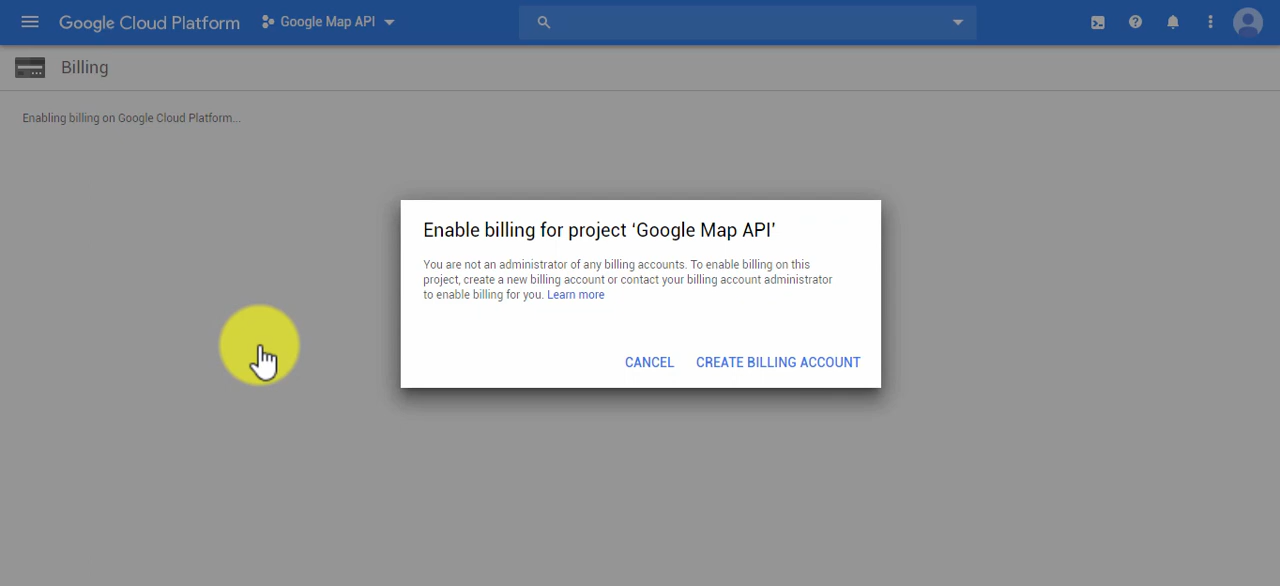 Google Cloud Platform
Google Map API
Billing
Enabling billing on Google Cloud Platform...
Enable billing for project ‘Google Map API’
You are not an administrator of any billing accounts. To enable billing on this
project, create a new billing account or contact your billing account administrator
to enable billing for you. Learn more
CANCEL CREATE BILLING ACCOUNT